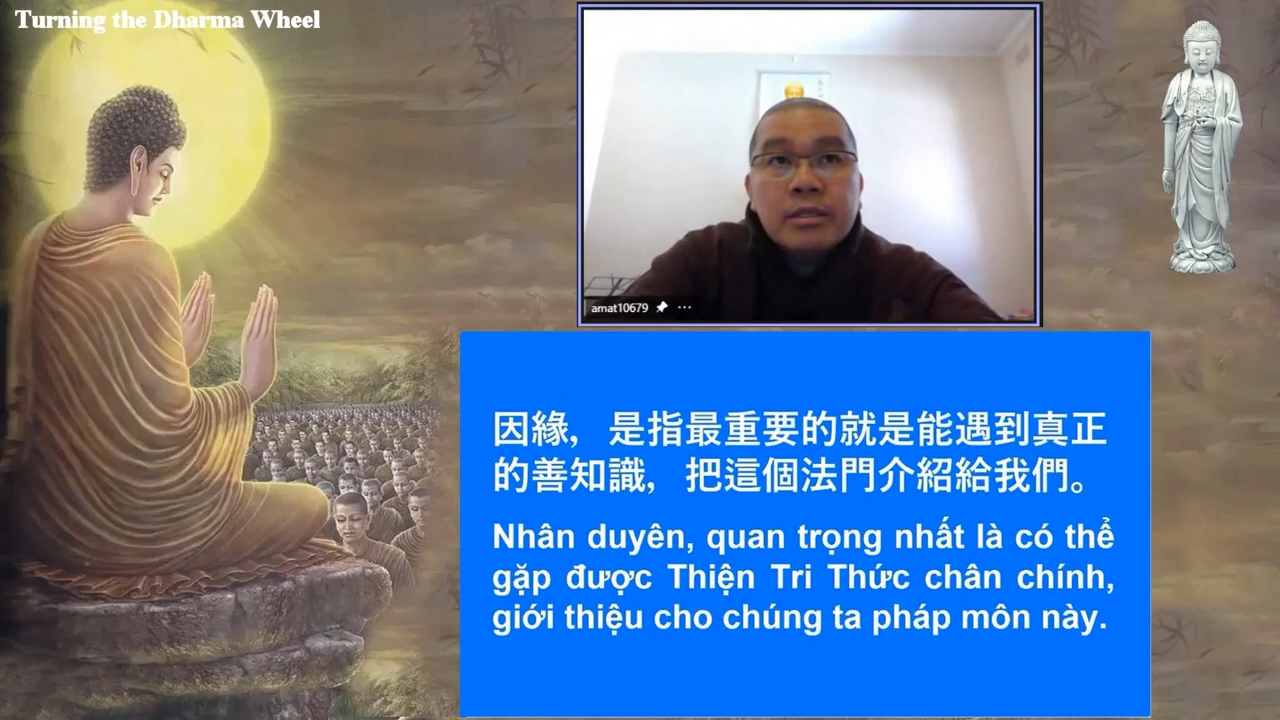 Turning the Dharma Wheel
amat10679
因緣，是指最重要的就是能遇到真正
的善知識，把這個法門介紹給我們。
Nhân duyên, quan trọng nhất là có thể
gặp được Thiện Tri Thức chân chính,
giới thiệu cho chúng ta pháp môn này.